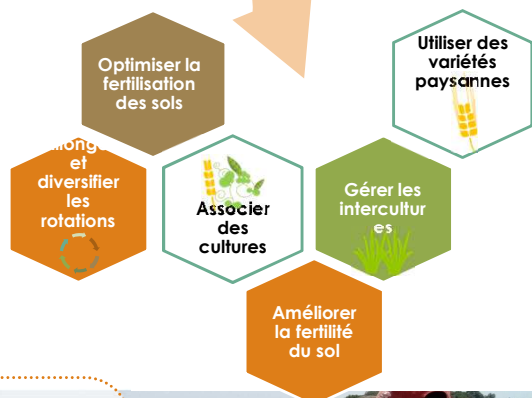 Optimiser la
fertilisation
des sols
Utiliser des
variétés
paysannes
et
diversifier
les
rotations
Associer
des
cultures
Gérer les
intercultur
es
Améliorer
la fertilité
du sol